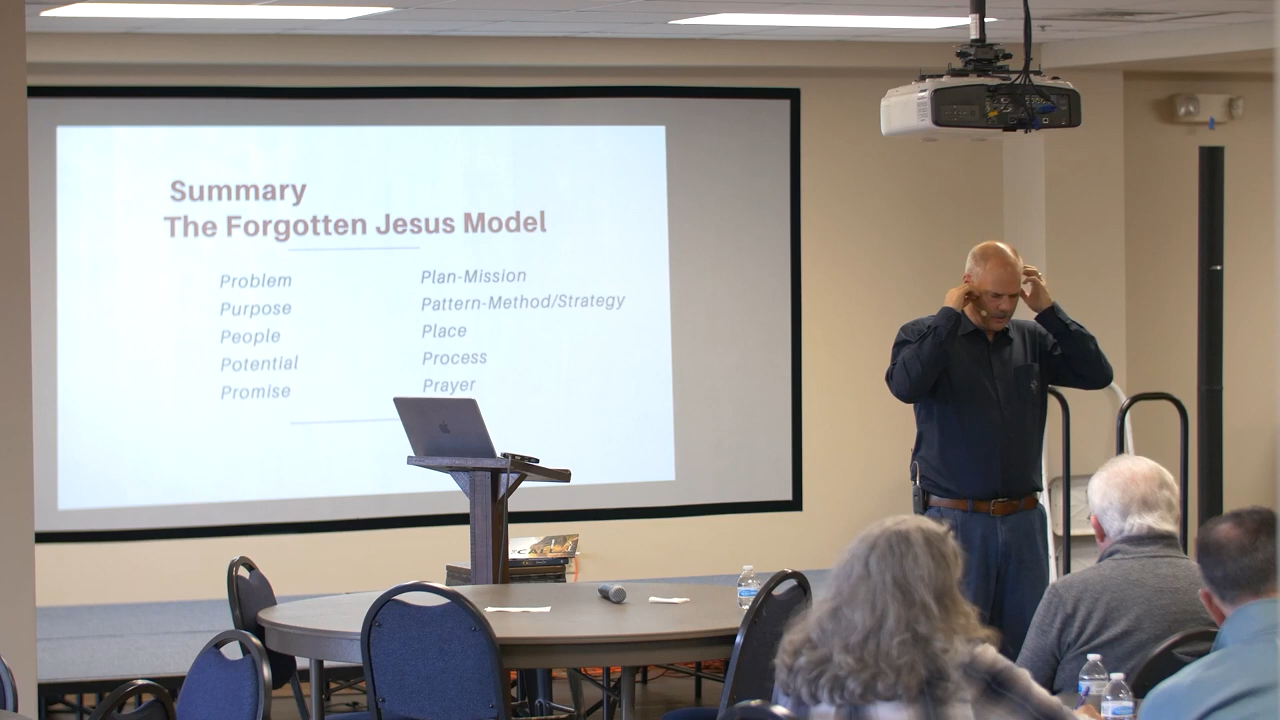 Summary
The Forgotten Jesus Model
Problem
Purpose
People
Potential
Promise
Plan-Mission
Pattern-Method/Strategy
Place
Process
Prayer